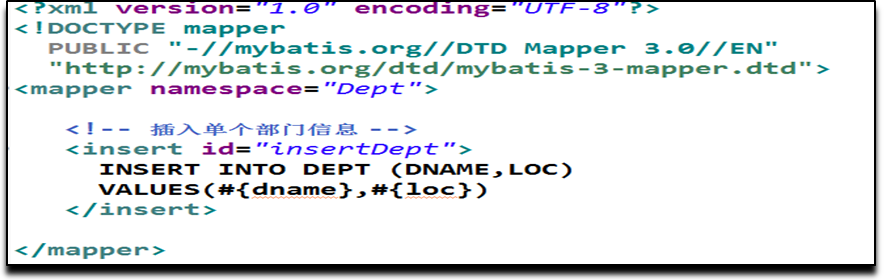 <?xml version="1.0" encoding="UTF-8"?>
<!DOCTYPE mapper
PUBLIC "-//mybatis.org//DTD Mapper 3.0//EN"
"http://mybatis.org/dtd/mybatis-3-mapper.dtd">
<mapper namespace="Dept">
<!-- 插入单个部门信息 -->
<insert id="insertDept">
INSERT INTO DEPT (DNAME,LOC)
VALUES(#{dname},#{loc})
</insert>
</mapper>